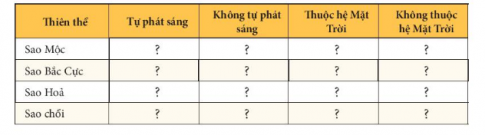 Thiên thể Tự phát sáng Không tự phát sáng Thuộc hệ Mặt Trời Không thuộc hệ Mặt Trời
Sao Mộc ? ? ? ?
Sao Bắc Cực ? ? ? ?
Sao Hoả ? ? ? ?
Sao chổi ? ? ? ?